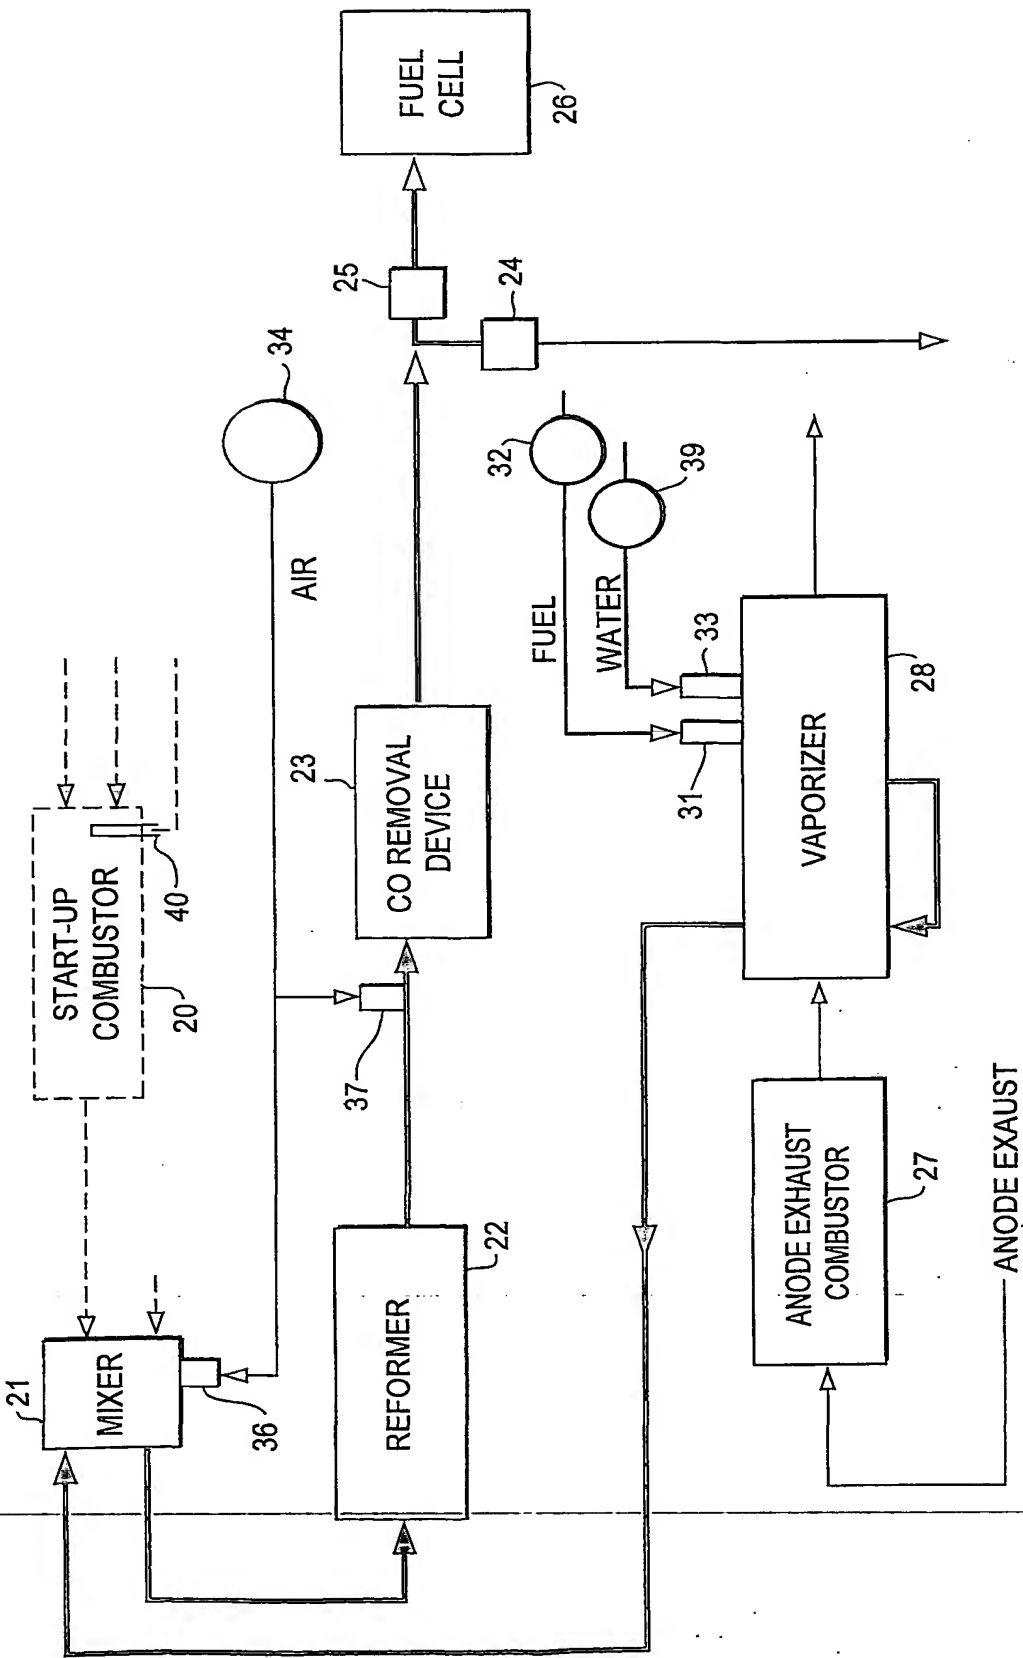 21
MIXER
36
START-UP
COMBUSTOR
20
40
AIR
34
REFORMER
22
37
23
CO REMOVAL
DEVICE
25
24
FUEL
CELL
26
32
39
FUEL
WATER
31
33
VAPORIZER
28
ANODE EXHAUST
COMBUSTOR
27
ANODE EXAUST